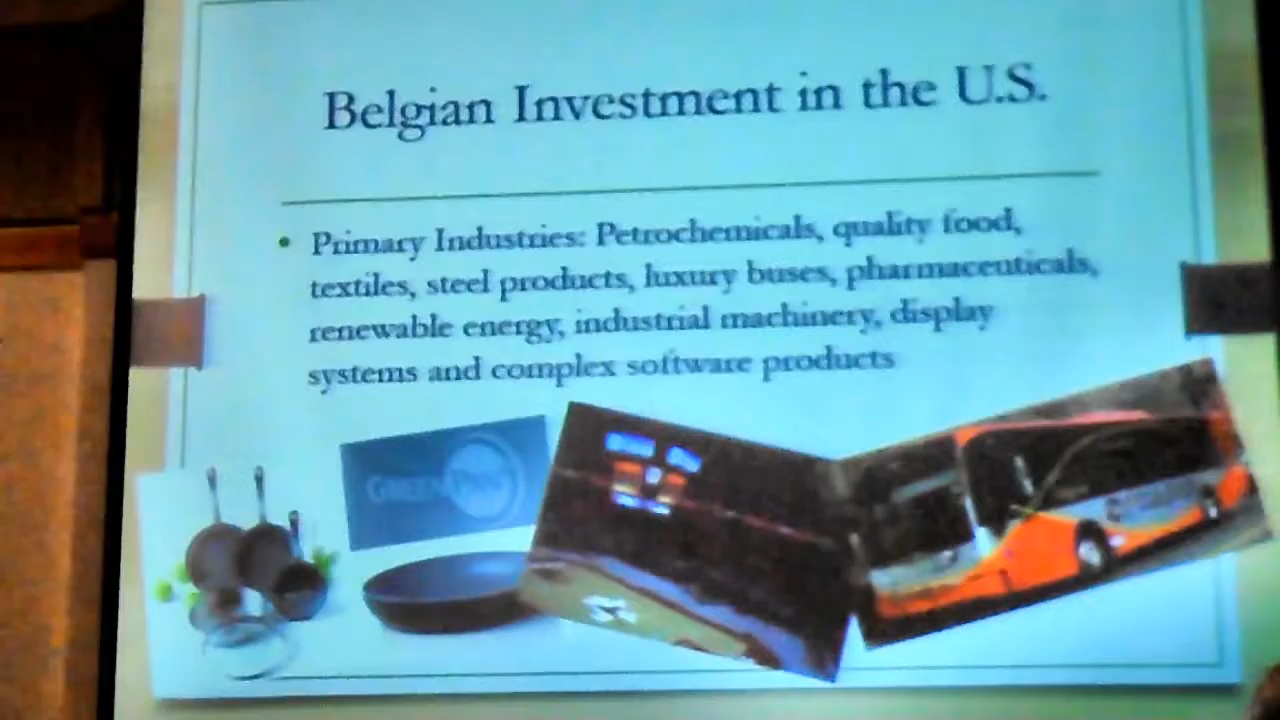 Belgian Investment in the U.S.
• Primary Industries: Petrochemicals, quality food,
textiles, steel products, luxury buses, pharmaceuticals,
renewable energy, industrial machinery, display
systems and complex software products
GREENPAN